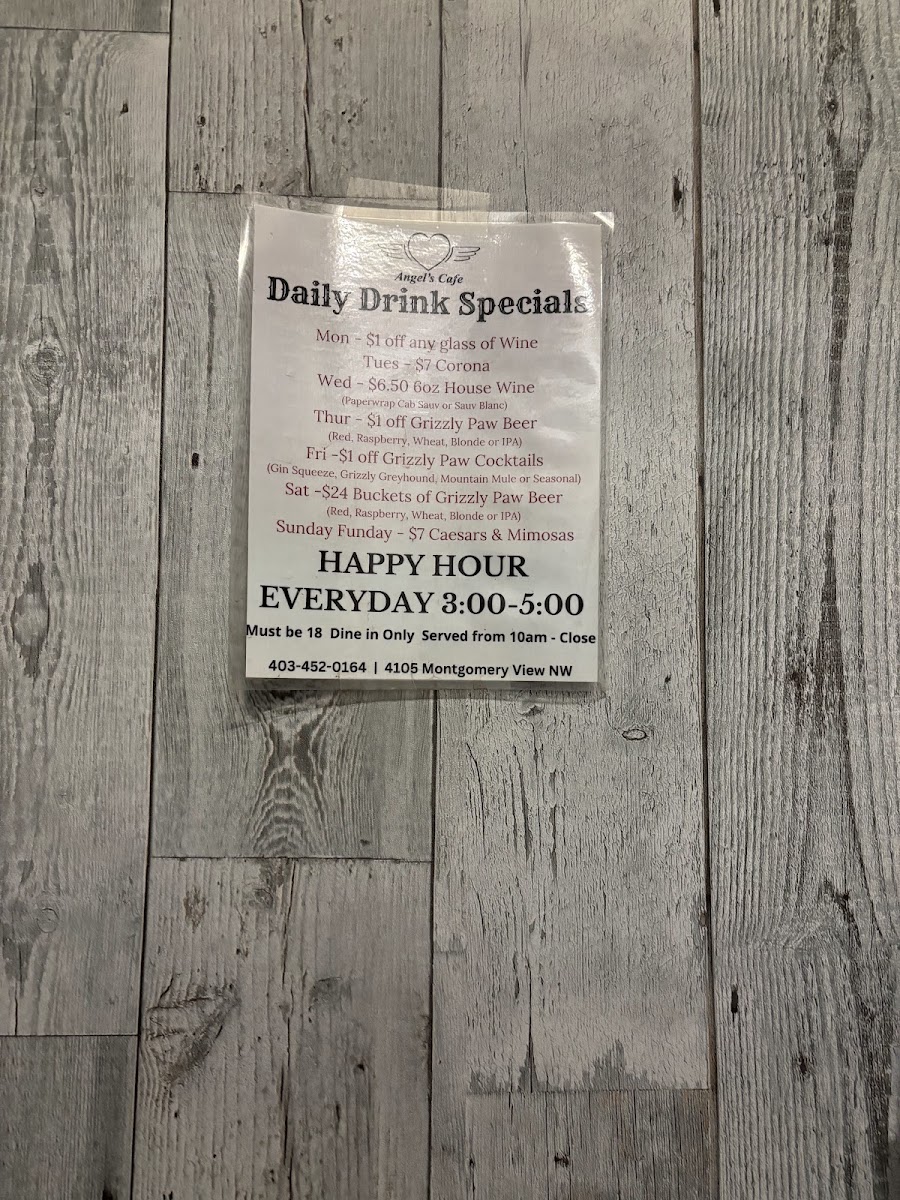 Angel's Cafe
Daily Drink Specials
Mon - $1 off any glass of Wine
Tues - $7 Corona
Wed - $6.50 6oz House Wine
(Paperwrap Cab Sauv or Sauv Blanc)
Thur - $1 off Grizzly Paw Beer
(Red, Raspberry, Wheat, Blonde or IPA)
Fri -$1 off Grizzly Paw Cocktails
(Gin Squeeze, Grizzly Greyhound, Mountain Mule or Seasonal)
Sat -$24 Buckets of Grizzly Paw Beer
(Red, Raspberry, Wheat, Blonde or IPA)
Sunday Funday - $7 Caesars & Mimosas
HAPPY HOUR
EVERYDAY 3:00-5:00
Must be 18 Dine in Only Served from 10am - Close
403-452-0164 | 4105 Montgomery View NW